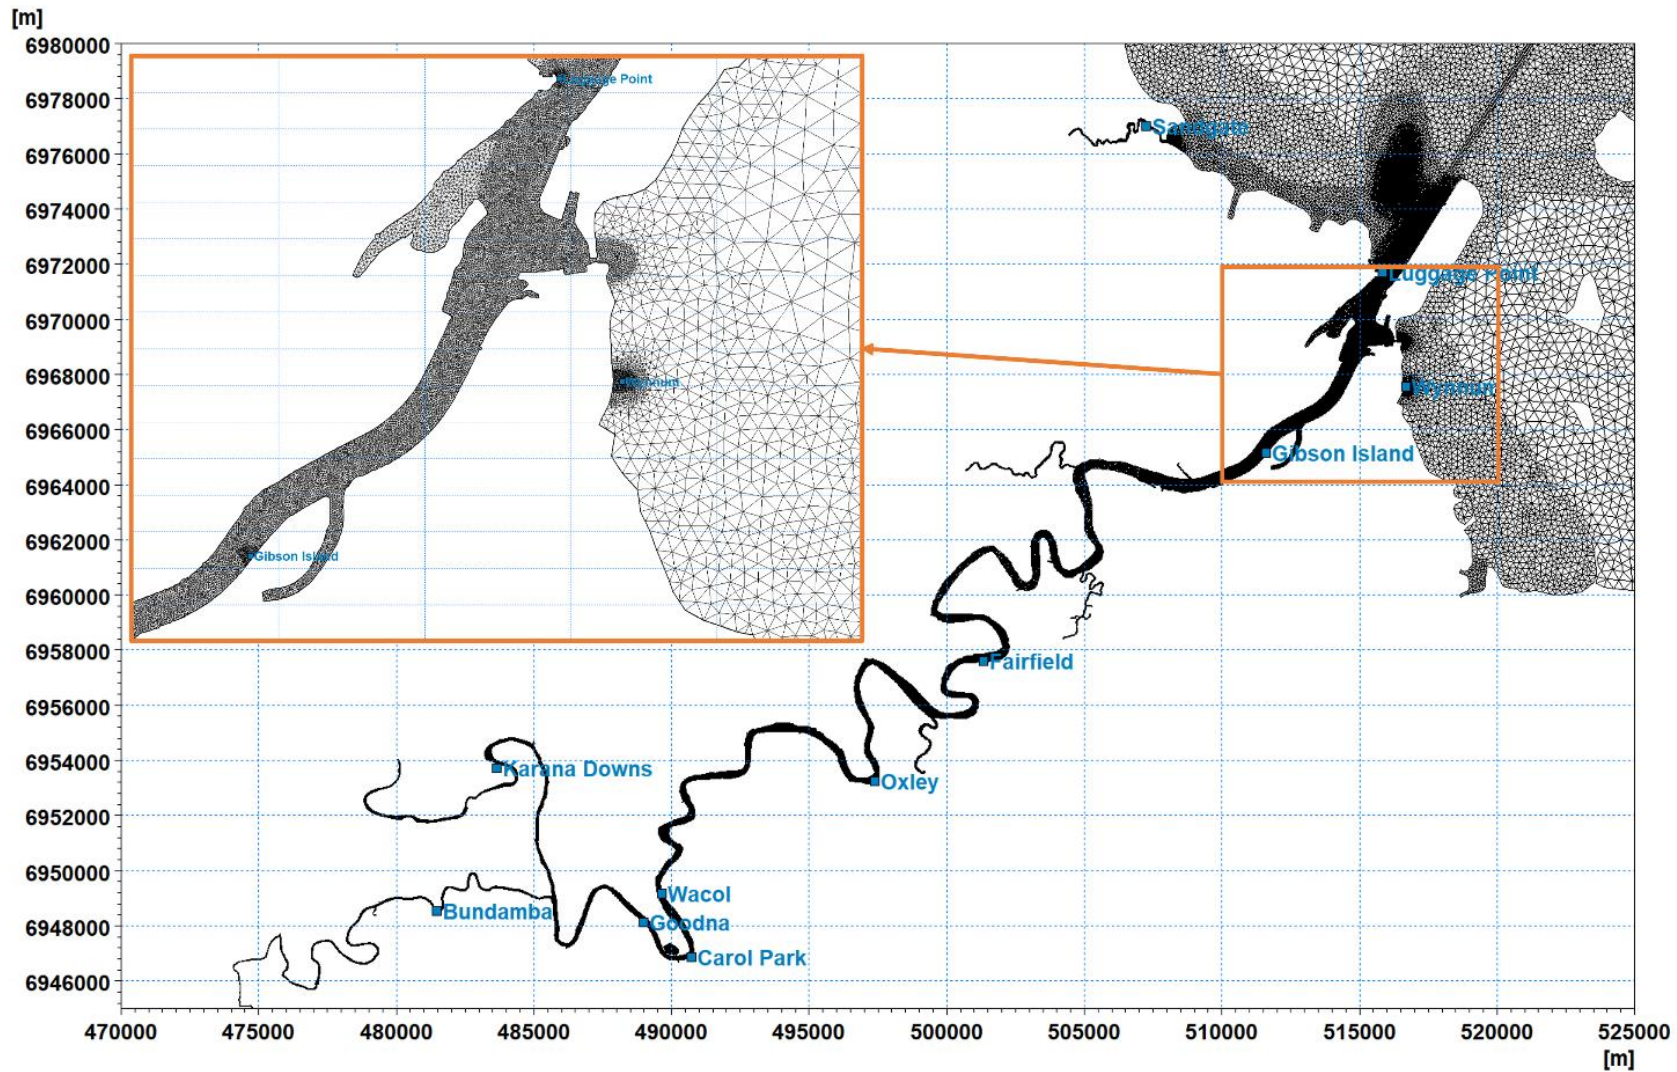 [m]
6980000
6978000
6976000
6974000
6972000
6970000
6968000
6966000
6964000
6962000
6960000
6958000
6956000
6954000
6952000
6950000
6948000
6946000
Luggage Point
Wynnum
Gibson Island
Sandgate
Luggage Point
Wynnum
Gibson Island
Fairfield
Karana Downs
Oxley
Wacol
Bundamba
Goodna
Carol Park
470000 475000 480000 485000 490000 495000 500000 505000 510000 515000 520000 525000
[m]